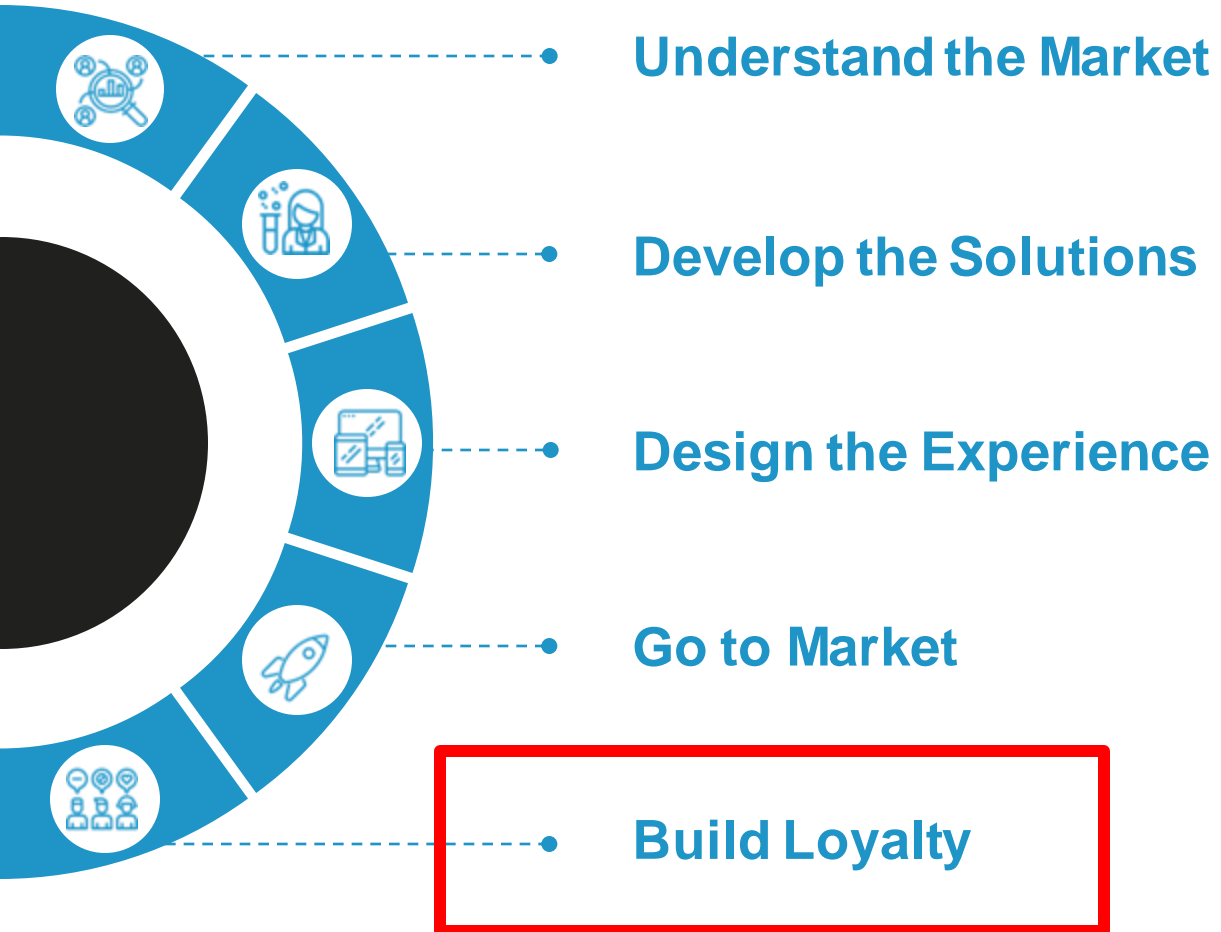 Understand the Market
Develop the Solutions
Design the Experience
Go to Market
Build Loyalty